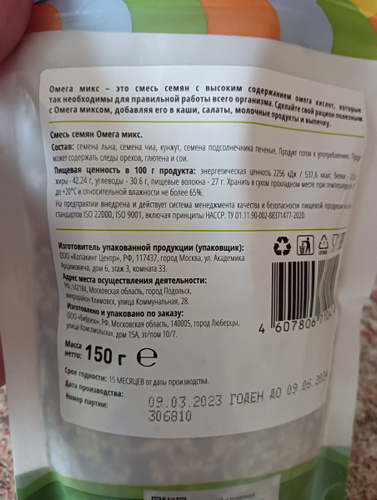 Омега микс – это смесь семян с высоким содержанием омега кислот, которые
так необходимы для правильной работы всего организма. Сделайте свой рацион полезным
с Омега миксом, добавляя его в каши, салаты, молочные продукты и выпечку.
Смесь семян Омега микс.
Состав: семена льна, семена чиа, кунжут, семена подсолнечника печеные. Продукт готов к употреблению.
может содержать следы орехов, глютена и сои.
Пищевая ценность в 100 г продукта: энергетическая ценность 2256 кДж / 537,6 ккал; белки –
жиры - 42,24 г, углеводы - 30,6 г, пищевые волокна - 27 г. Хранить в сухом прохладном месте при температуре
до +20°С и относительной влажности не более 65%.
На предприятии внедрена и действует система менеджмента качества и безопасности пищевой продукции
стандартов ISO 22000, ISO 9001, включая принципы HACCP. ТУ 01.11.90-002-88371477-2020
Изготовитель упакованной продукции (упаковщик):
ООО «Копакинг Центр», РФ, 117437, город Москва, ул. Академика
Арцимовича, дом 6, этаж 3, комната 33.
Адрес места осуществления деятельности:
РФ, 142184, Московская область, город Подольск,
микрорайон Климовск, улица Коммунальная, 28.
Изготовлено и упаковано по заказу:
РФ, Московская область, 140005, город Люберцы,
улица Комсомольская, дом 15А, эт/пом 10/7.
4 607806
Масса
нетто: 150 г е
Срок годности: 15 МЕСЯЦЕВ от даты производства.
Дата производства: 09.03.2023 ГОДЕН ДО 09.06.2024
Номер партии: 306810